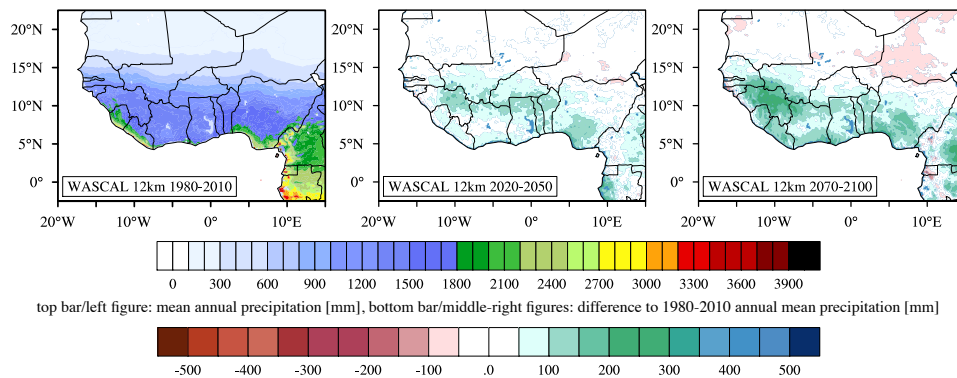 20°N
15°N
10°N
5°N
0°
WASCAL 12km 1980-2010
20°W 10°W 0° 10°E
20°N
15°N
10°N
5°N
0°
WASCAL 12km 2020-2050
20°W 10°W 0° 10°E
20°N
15°N
10°N
5°N
0°
WASCAL 12km 2070-2100
20°W 10°W 0° 10°E
0 300 600 900 1200 1500 1800 2100 2400 2700 3000 3300 3600 3900
top bar/left figure: mean annual precipitation [mm], bottom bar/middle-right figures: difference to 1980-2010 annual mean precipitation [mm]
-500 -400 -300 -200 -100 .0 100 200 300 400 500